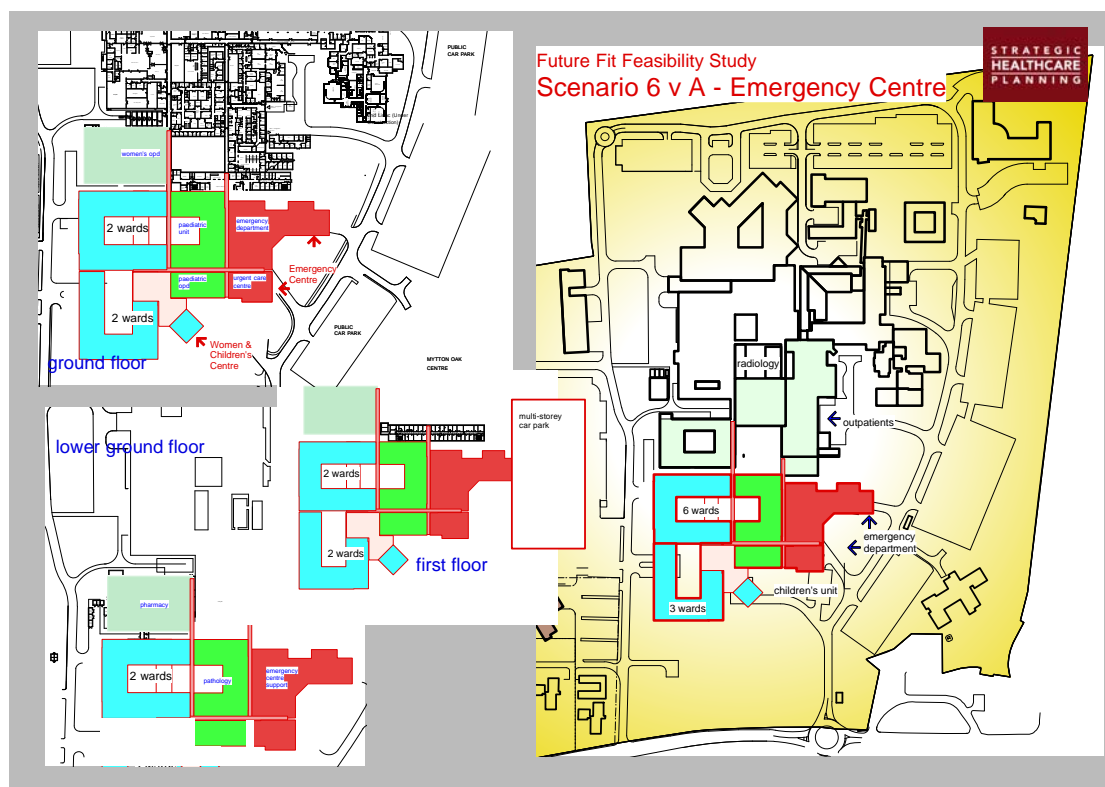 Future Fit Feasibility Study
Scenario 6 v A - Emergency Centre
STRATEGIC
HEALTHCARE
PLANNING
PUBLIC
CAR PARK
women's opd
2 wards
paediatric
unit
emergency
department
paediatric
opd
urgent care
centre
Emergency
Centre
2 wards
Women &
Children's
Centre
PUBLIC
CAR PARK
MYTTON OAK
CENTRE
ground floor
lower ground floor
pharmacy
2 wards
pathology
emergency
centre
support
2 wards
2 wards
first floor
multi-storey
car park
radiology
outpatients
6 wards
emergency
department
children's unit
3 wards